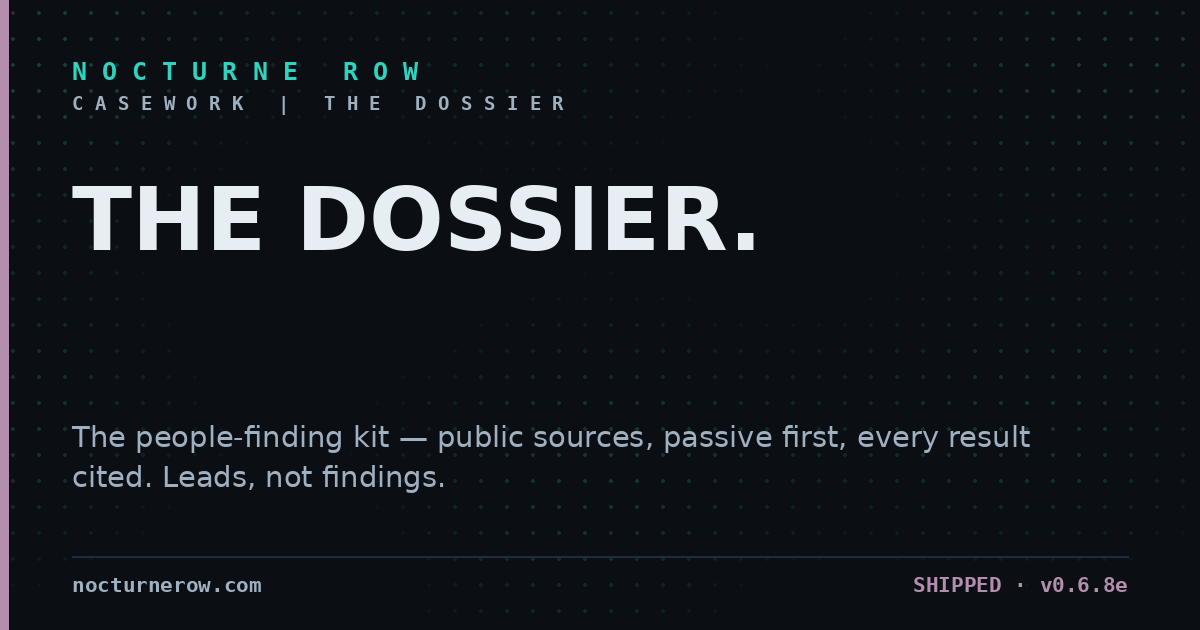 NOCTURNE ROW
CASEWORK | THE DOSSIER
THE DOSSIER.
The people-finding kit — public sources, passive first, every result
cited. Leads, not findings.
nocturnerow.com
SHIPPED · v0.6.8e